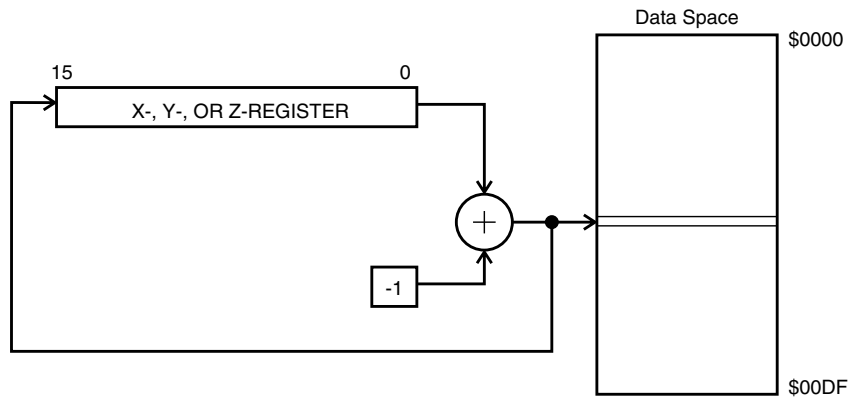 Data Space
$0000
15
0
X-, Y-, OR Z-REGISTER
+
-1
$00DF